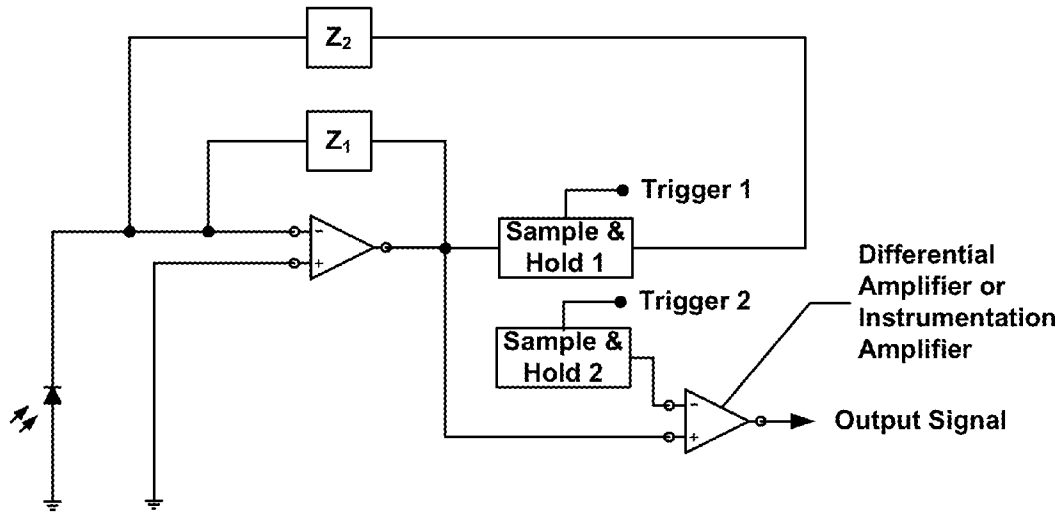 Z₂
Z₁
Trigger 1
Sample &
Hold 1
Differential
Amplifier or
Instrumentation
Amplifier
Trigger 2
Sample &
Hold 2
Output Signal
-
+
-
+